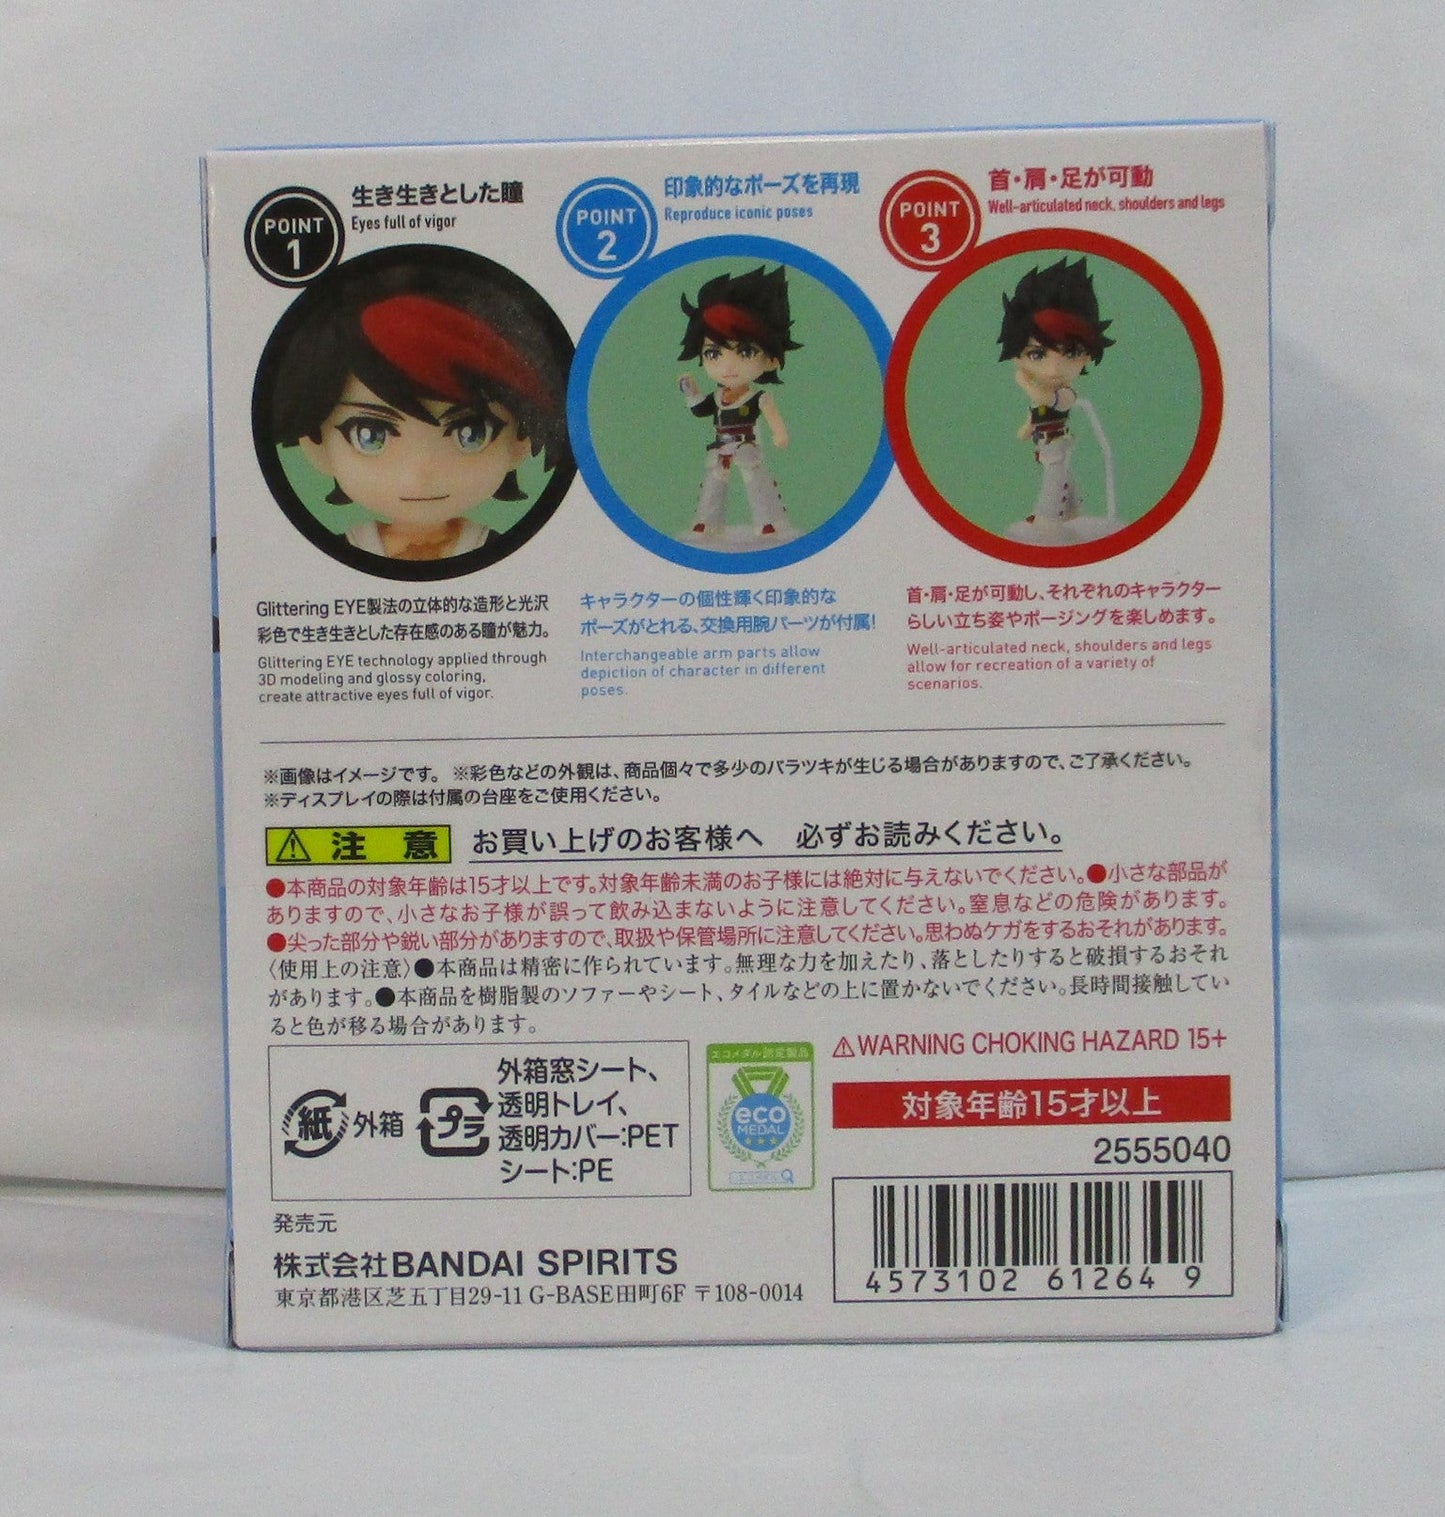 POINT
1
生き生きとした瞳
Eyes full of vigor
POINT
2
印象的なポーズを再現
Reproduce iconic poses
POINT
3
首・肩・足が可動
Well-articulated neck, shoulders and legs
Glittering EYE製法の立体的な造形と光沢
彩色で生き生きとした存在感のある瞳が魅力。
Glittering EYE technology applied through
3D modeling and glossy coloring,
create attractive eyes full of vigor.
キャラクターの個性輝く印象的な
ポーズがとれる、交換用腕パーツが付属!
Interchangeable arm parts allow
depiction of character in different
poses.
首・肩・足が可動し、それぞれのキャラクター
らしい立ち姿やポージングを楽しめます。
Well-articulated neck, shoulders and legs
allow for recreation of a variety of
scenarios.
※画像はイメージです。 ※彩色などの外観は、商品個々で多少のバラツキが生じる場合がありますので、ご了承ください。
※ディスプレイの際は付属の台座をご使用ください。
⚠ 注 意 お買い上げのお客様へ 必ずお読みください。
●本商品の対象年齢は15才以上です。対象年齢未満のお子様には絶対に与えないでください。●小さな部品が
ありますので、小さなお子様が誤って飲み込まないように注意してください。窒息などの危険があります。
●尖った部分や鋭い部分がありますので、取扱や保管場所に注意してください。思わぬケガをするおそれがあります。
〈使用上の注意〉●本商品は精密に作られています。無理な力を加えたり、落としたりすると破損するおそれ
があります。●本商品を樹脂製のソファーやシート、タイルなどの上に置かないでください。長時間接触してい
ると色が移る場合があります。
紙 外箱
プラ
外箱窓シート、
透明トレイ、
透明カバー:PET
シート:PE
エコメダル認定製品
eco
MEDAL
⚠WARNING CHOKING HAZARD 15+
対象年齢15才以上
2555040
4573102 61264 9
発売元
株式会社BANDAI SPIRITS
東京都港区芝五丁目29-11 G-BASE田町6F 〒108-0014